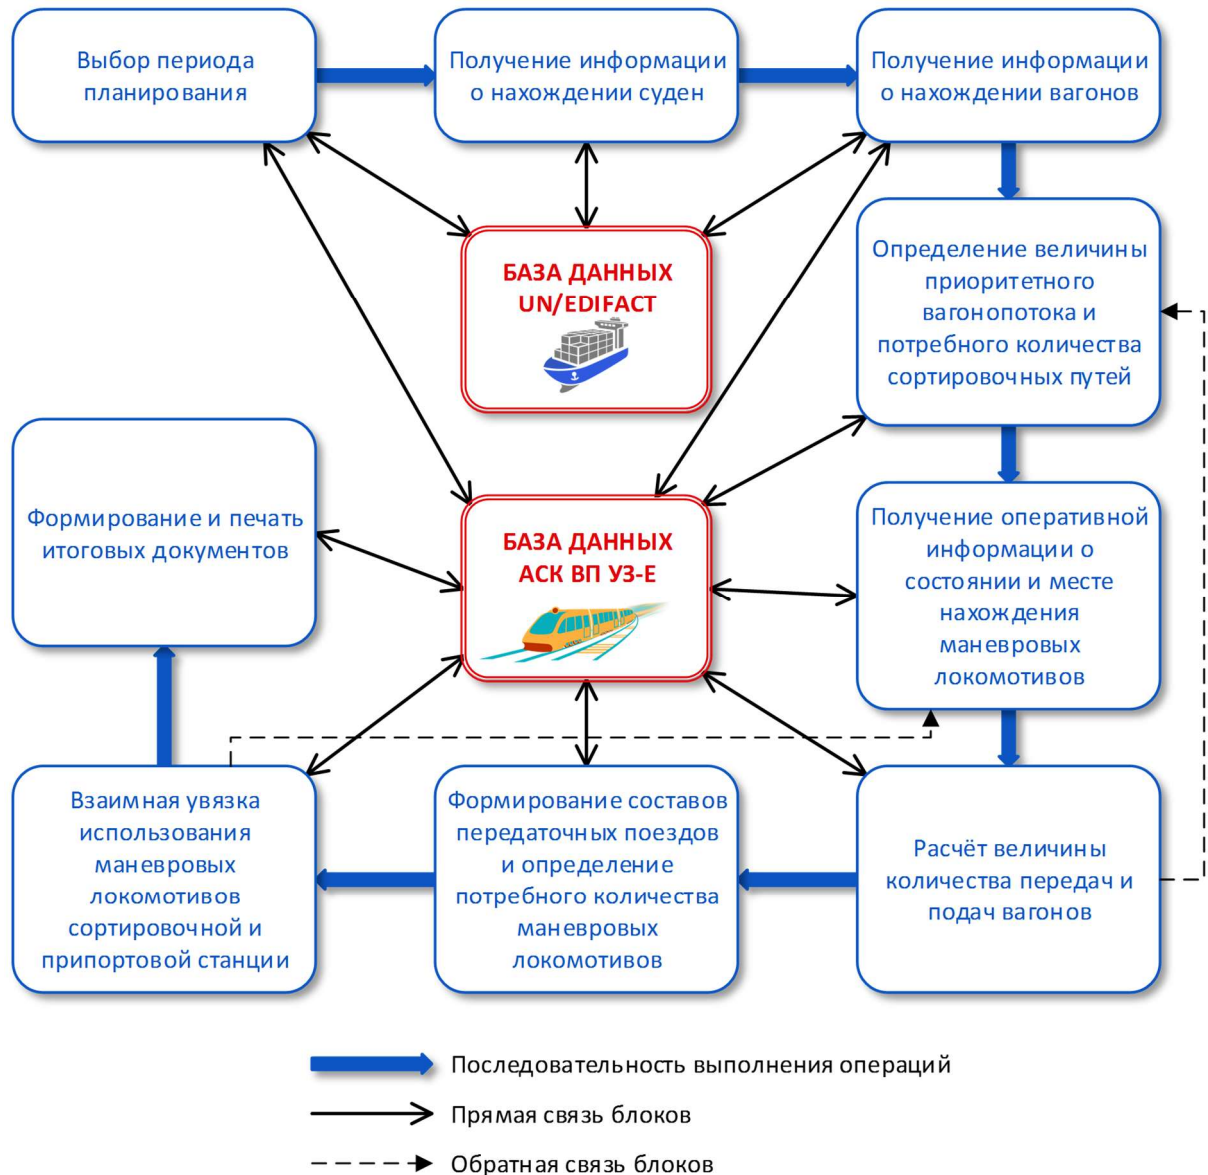 Выбор периода
планирования
Получение информации
о нахождении суден
Получение информации
о нахождении вагонов
БАЗА ДАННЫХ
UN/EDIFACT
Определение величины
приоритетного
вагонопотока и
потребного количества
сортировочных путей
Формирование и печать
итоговых документов
БАЗА ДАННЫХ
АСК ВП УЗ-Е
Получение оперативной
информации о
состоянии и месте
нахождения
маневровых
локомотивов
Взаимная увязка
использования
маневровых
локомотивов
сортировочной и
припортовой станции
Формирование составов
передаточных поездов
и определение
потребного количества
маневровых
локомотивов
Расчёт величины
количества передач и
подач вагонов
Последовательность выполнения операций
Прямая связь блоков
Обратная связь блоков